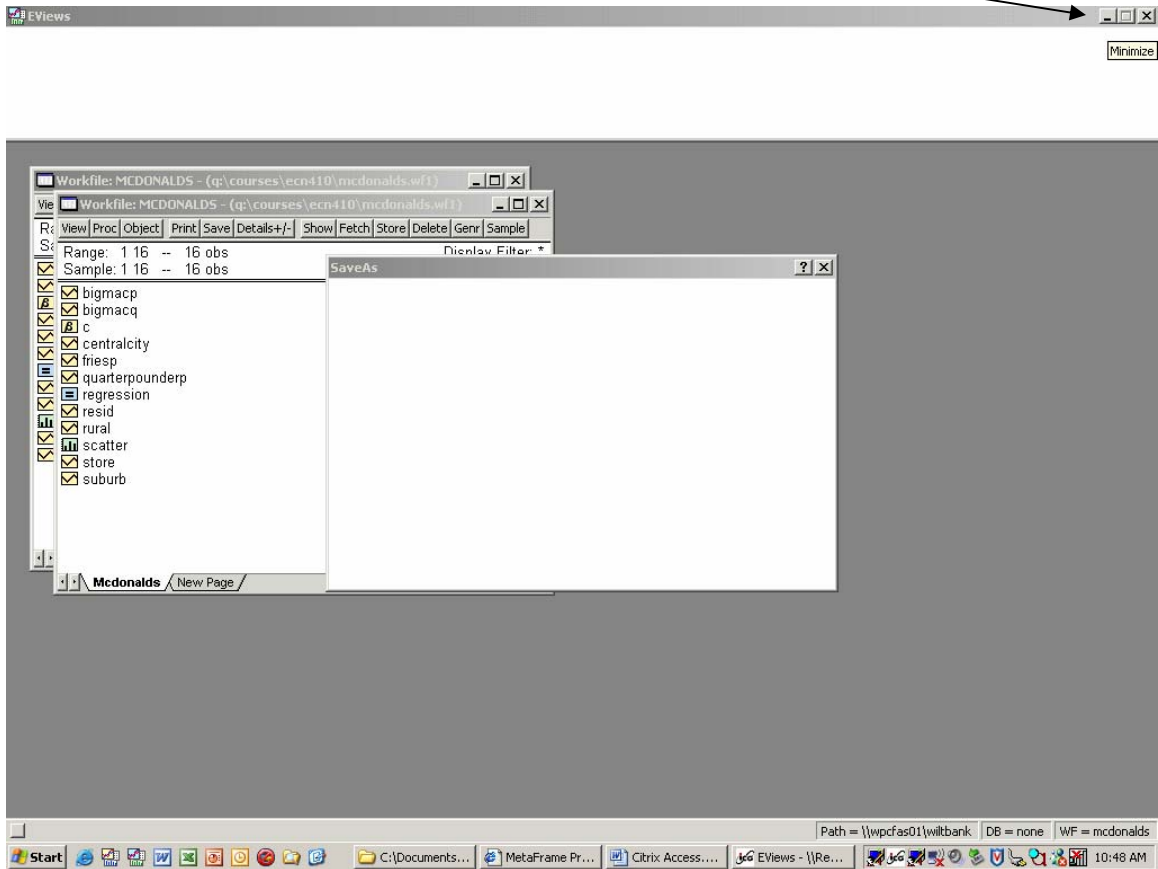 EViews
Minimize
Workfile: MCDONALDS - (q:\courses\ecn410\mcdonalds.wf1)
Vie
Ra
Sa
Workfile: MCDONALDS - (q:\courses\ecn410\mcdonalds.wf1)
View Proc Object Print Save Details+/- Show Fetch Store Delete Genr Sample
Range: 1 16 -- 16 obs Display Filter: *
Sample: 1 16 -- 16 obs
SaveAs
bigmacp
bigmacq
β c
centralcity
friesp
quarterpounderp
regression
resid
rural
scatter
store
suburb
Mcdonalds New Page
Path = \\wpcfas01\wiltbank DB = none WF = mcdonalds
Start C:\Documents... MetaFrame Pr... Citrix Access.... EViews - \\Re... 10:48 AM